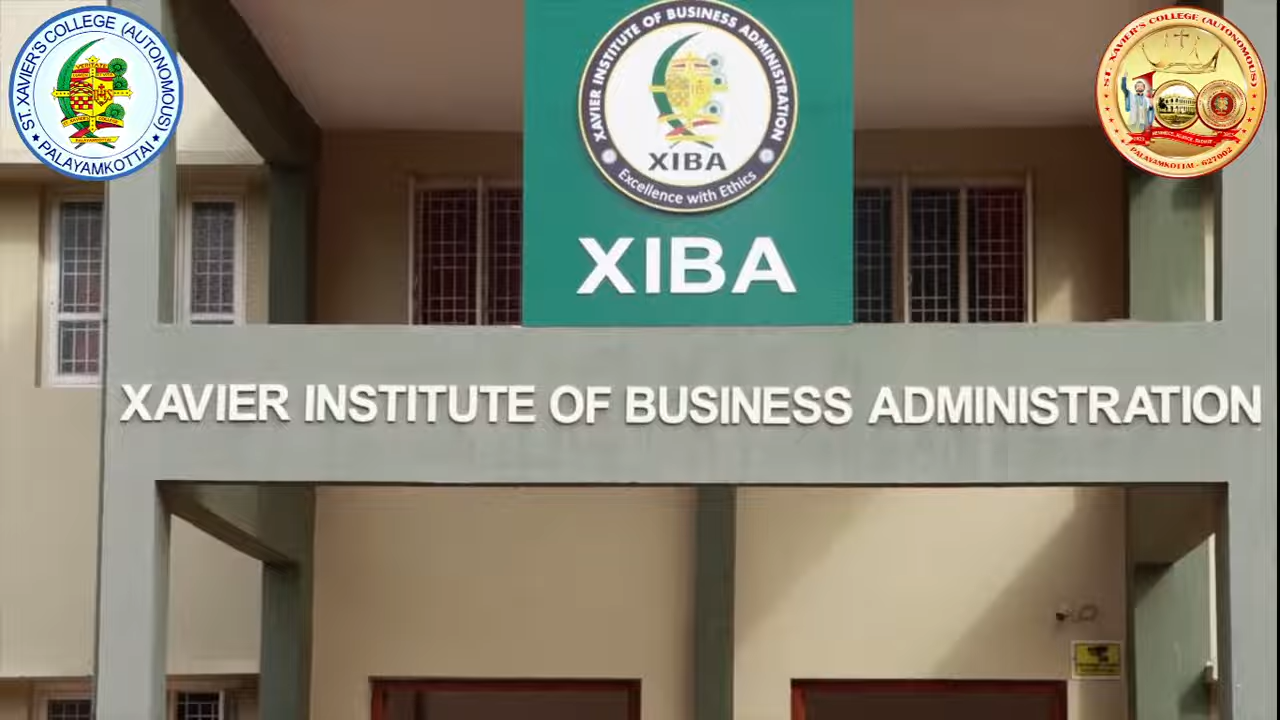 ST. XAVIER'S COLLEGE (AUTONOMOUS)
PALAYAMKOTTAI
XAVIER INSTITUTE OF BUSINESS ADMINISTRATION
XIBA
Excellence with Ethics
XIBA
ST. XAVIER'S COLLEGE (AUTONOMOUS)
PALAYAMKOTTAI - 627002
XAVIER INSTITUTE OF BUSINESS ADMINISTRATION